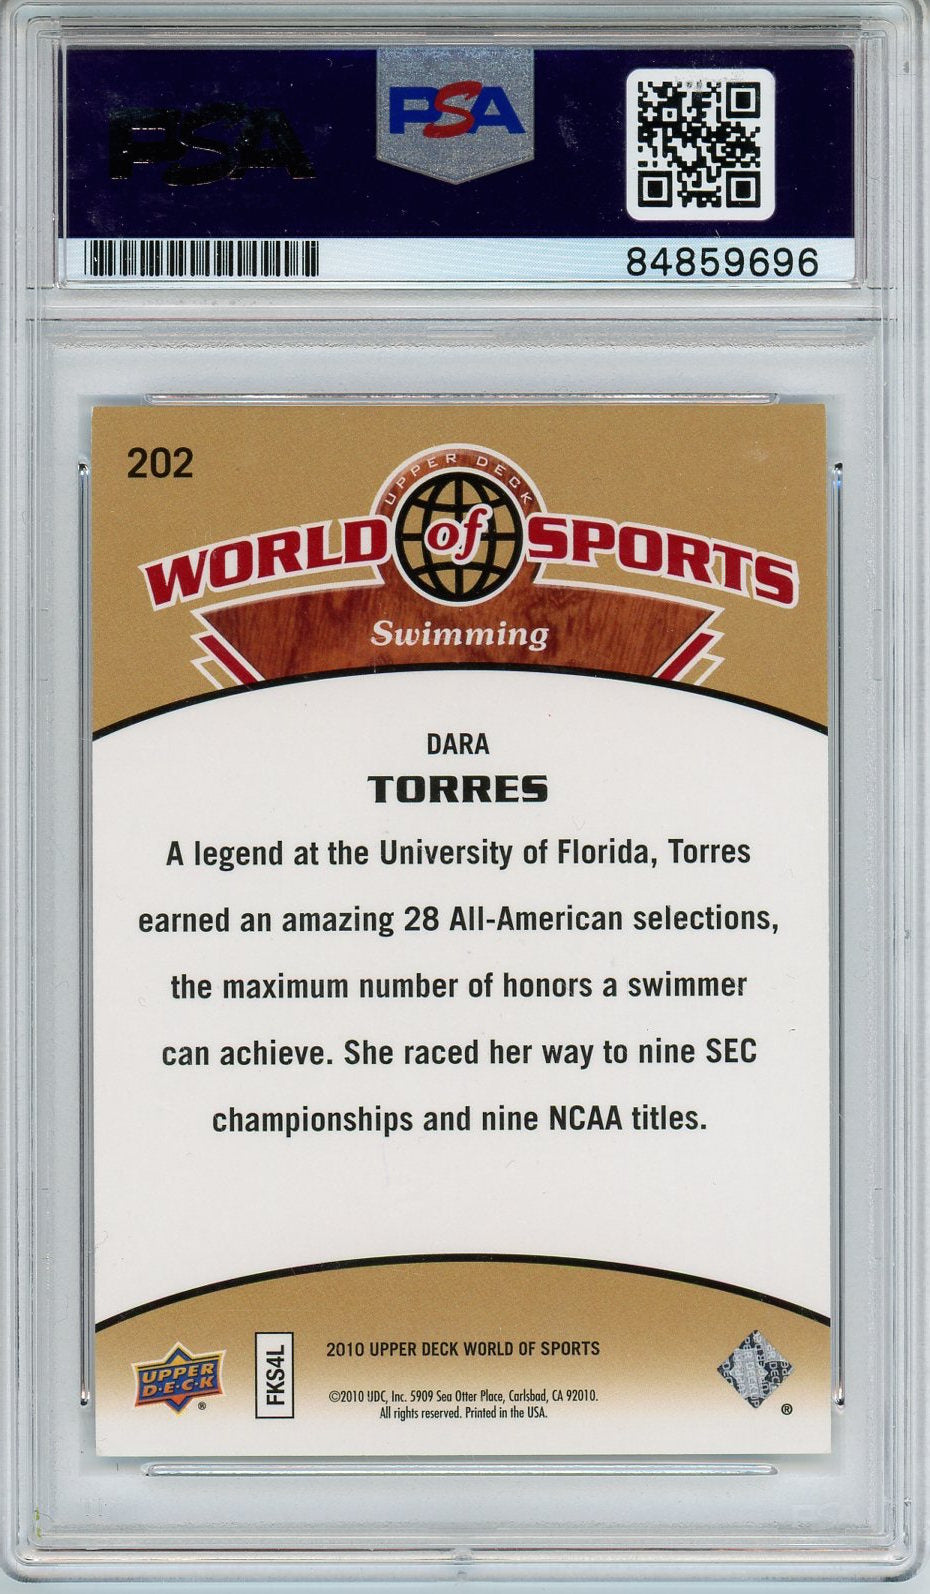 PSA
PSA
84859696
202
UPPER DECK
WORLD of SPORTS
Swimming
DARA
TORRES
A legend at the University of Florida, Torres
earned an amazing 28 All-American selections,
the maximum number of honors a swimmer
can achieve. She raced her way to nine SEC
championships and nine NCAA titles.
UPPER
D·E·C·K
®
FKS4L
2010 UPPER DECK WORLD OF SPORTS
©2010 UDC, Inc. 5909 Sea Otter Place, Carlsbad, CA 92010.
All rights reserved. Printed in the USA.
®